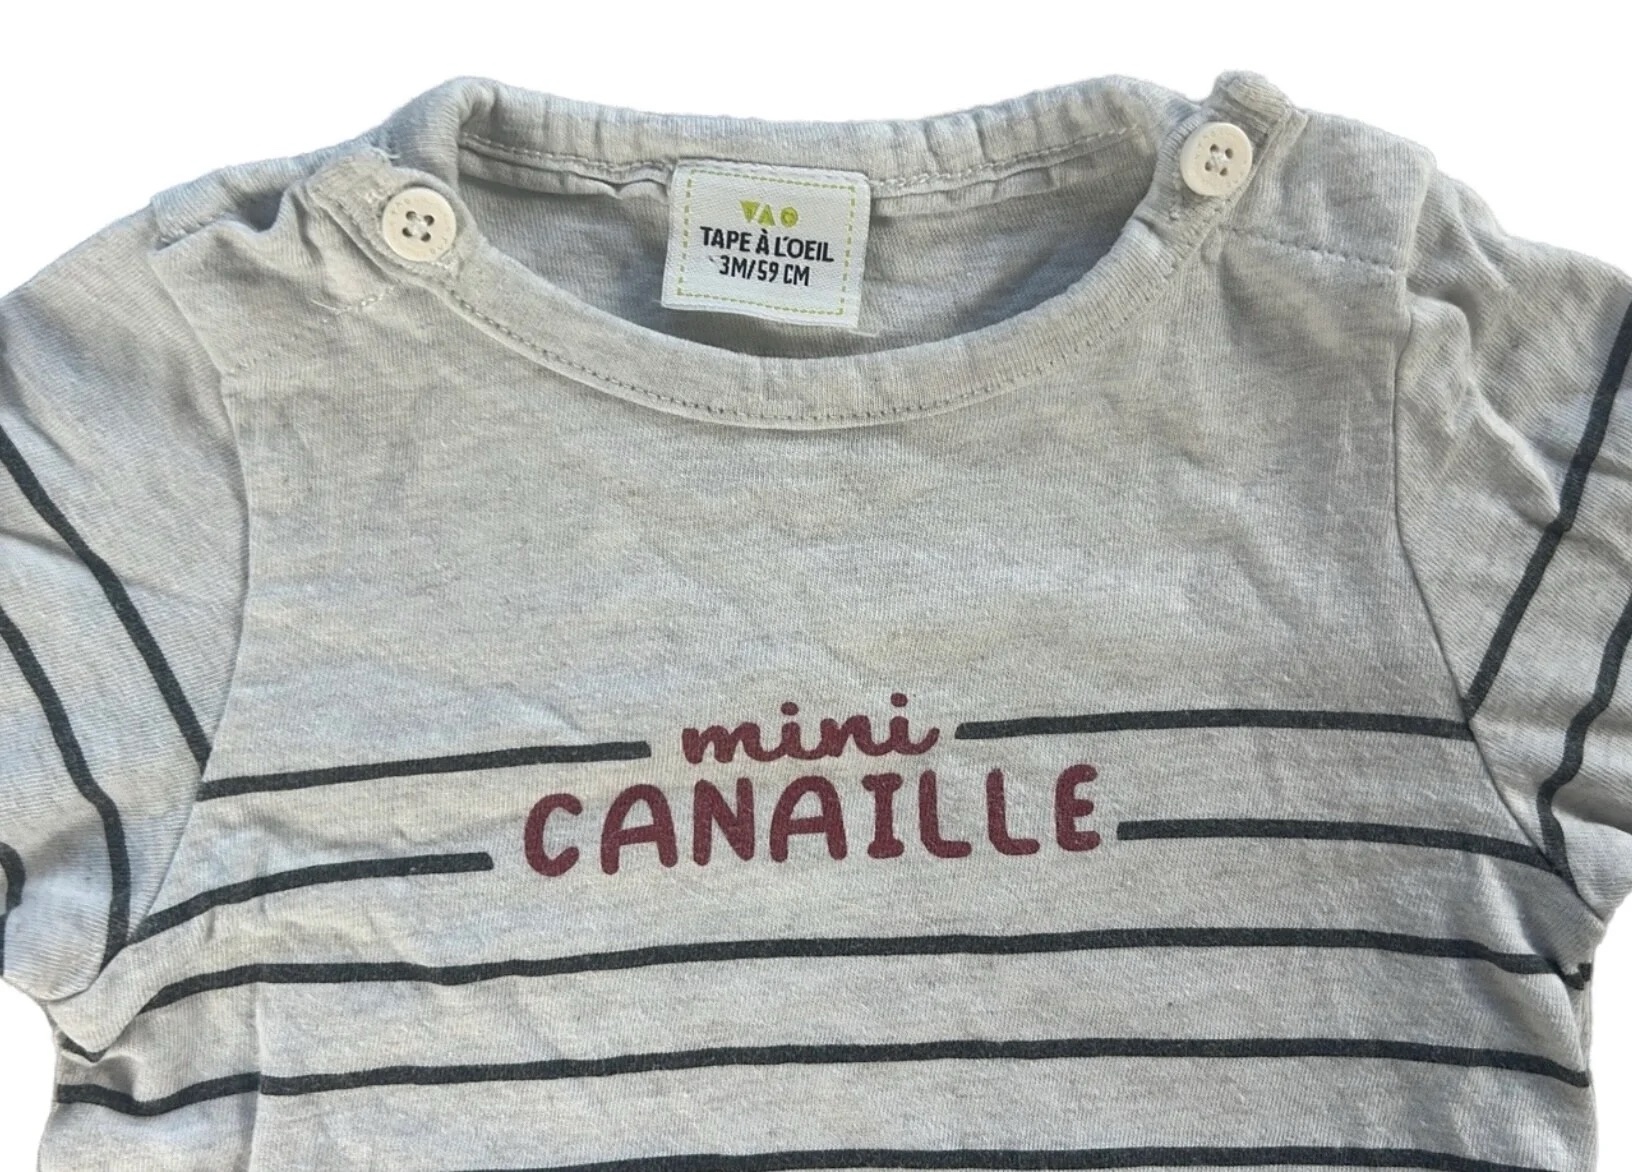 TAPE À L'OEIL
3M/59 CM
mini
CANAILLE